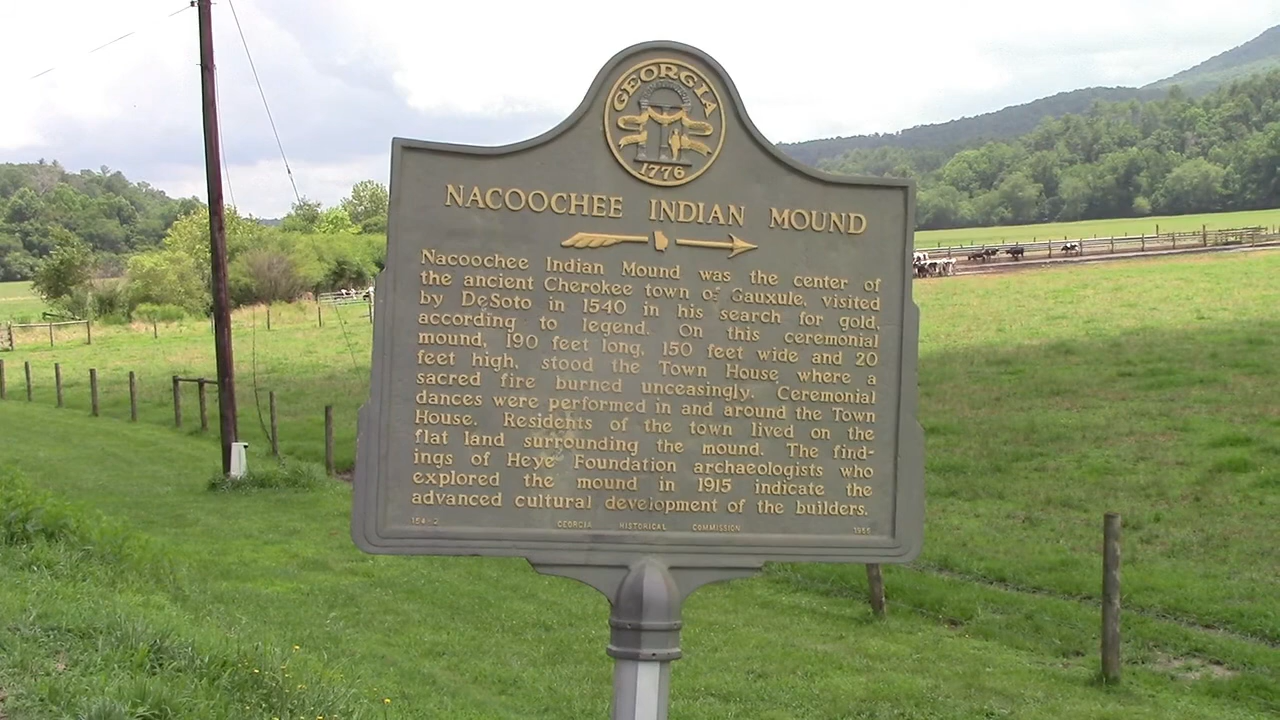 GEORGIA
1776
NACOOCHEE INDIAN MOUND
Nacoochee Indian Mound was the center of
the ancient Cherokee town of Gauxule, visited
by DeSoto in 1540 in his search for gold,
according to legend. On this ceremonial
mound, 190 feet long, 150 feet wide and 20
feet high, stood the Town House where a
sacred fire burned unceasingly. Ceremonial
dances were performed in and around the Town
House. Residents of the town lived on the
flat land surrounding the mound. The find-
ings of Heye Foundation archaeologists who
explored the mound in 1915 indicate the
advanced cultural development of the builders.
154-2 GEORGIA HISTORICAL COMMISSION 1955